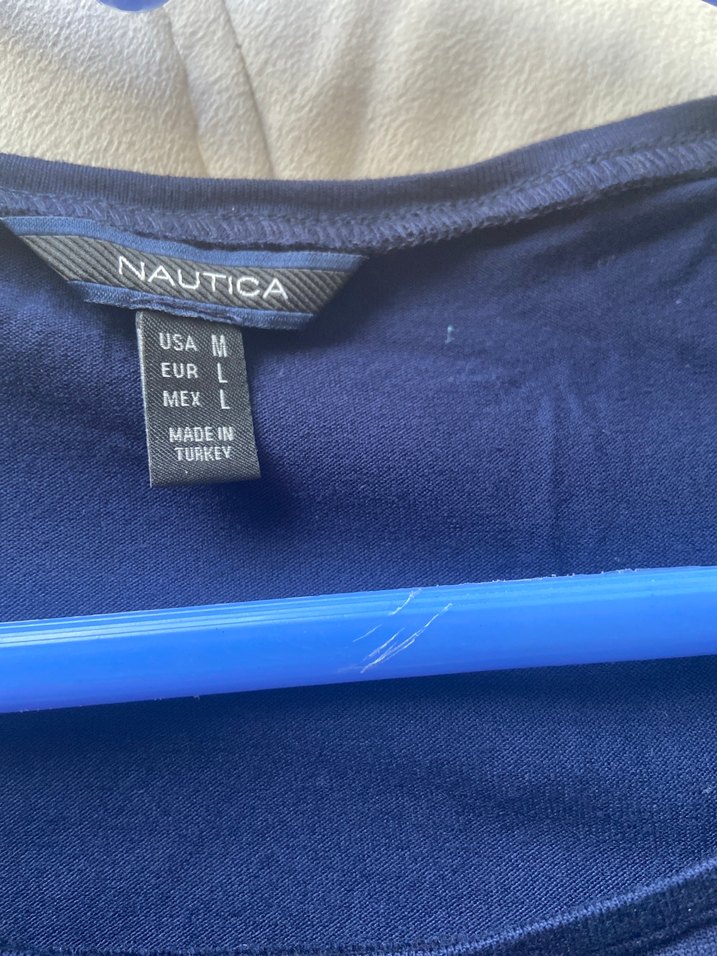 NAUTICA
USA M
EUR L
MEX L
MADE IN
TURKEY